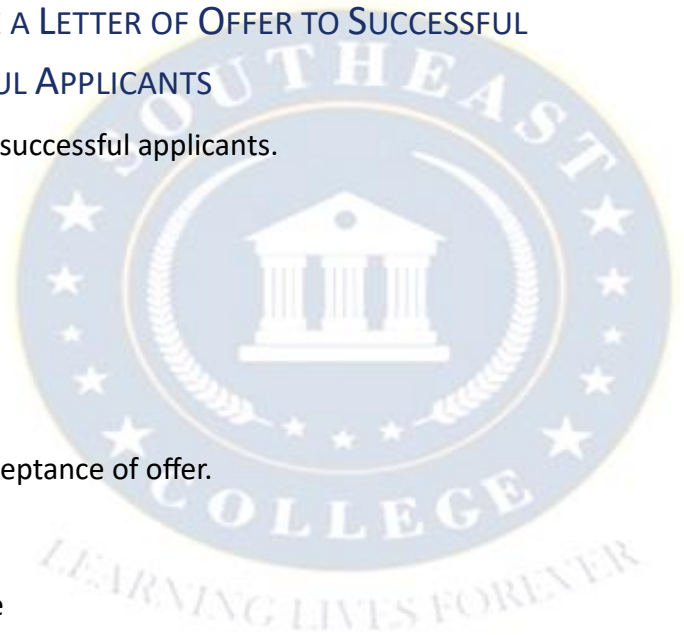 A LETTER OF OFFER TO SUCCESSFUL
UL APPLICANTS
successful applicants.
eptance of offer.
e
SOUTHEAST
COLLEGE
LEARNING LIVES FOREVER